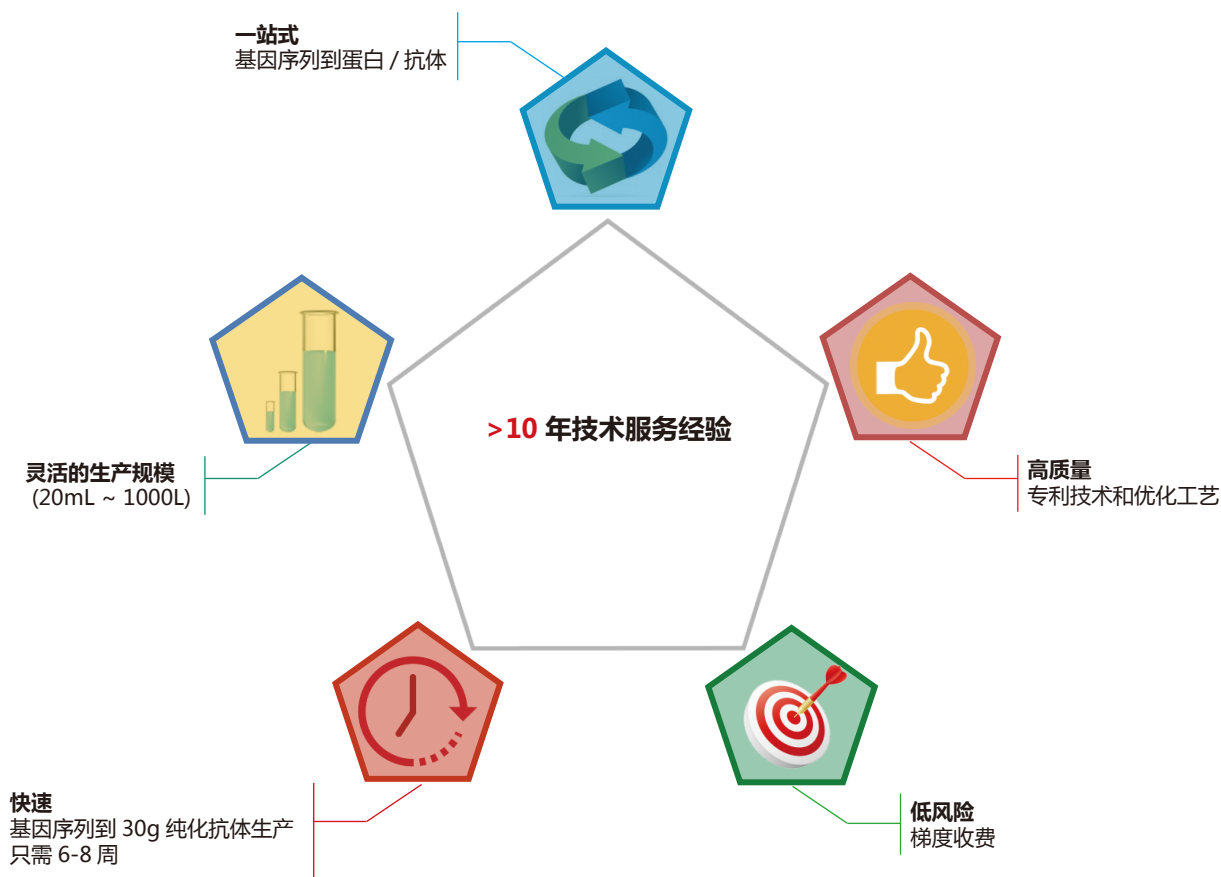 一站式
基因序列到蛋白 / 抗体
>10 年技术服务经验
灵活的生产规模
(20mL ~ 1000L)
高质量
专利技术和优化工艺
快速
基因序列到 30g 纯化抗体生产
只需 6-8 周
低风险
梯度收费